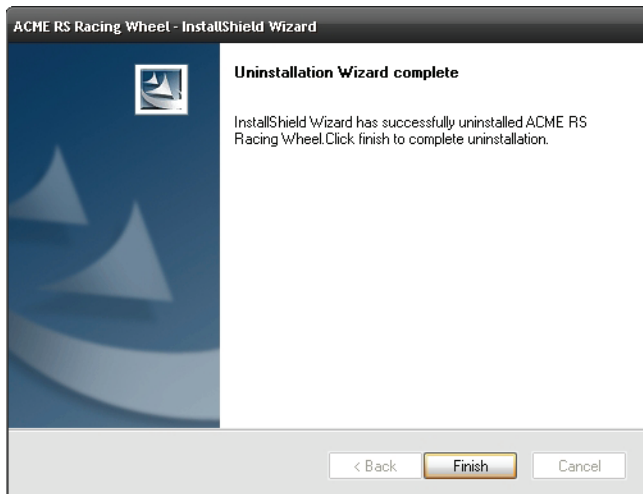 ACME RS Racing Wheel - InstallShield Wizard
Uninstallation Wizard complete
InstallShield Wizard has successfully uninstalled ACME RS
Racing Wheel.Click finish to complete uninstallation.
< Back
Finish
Cancel